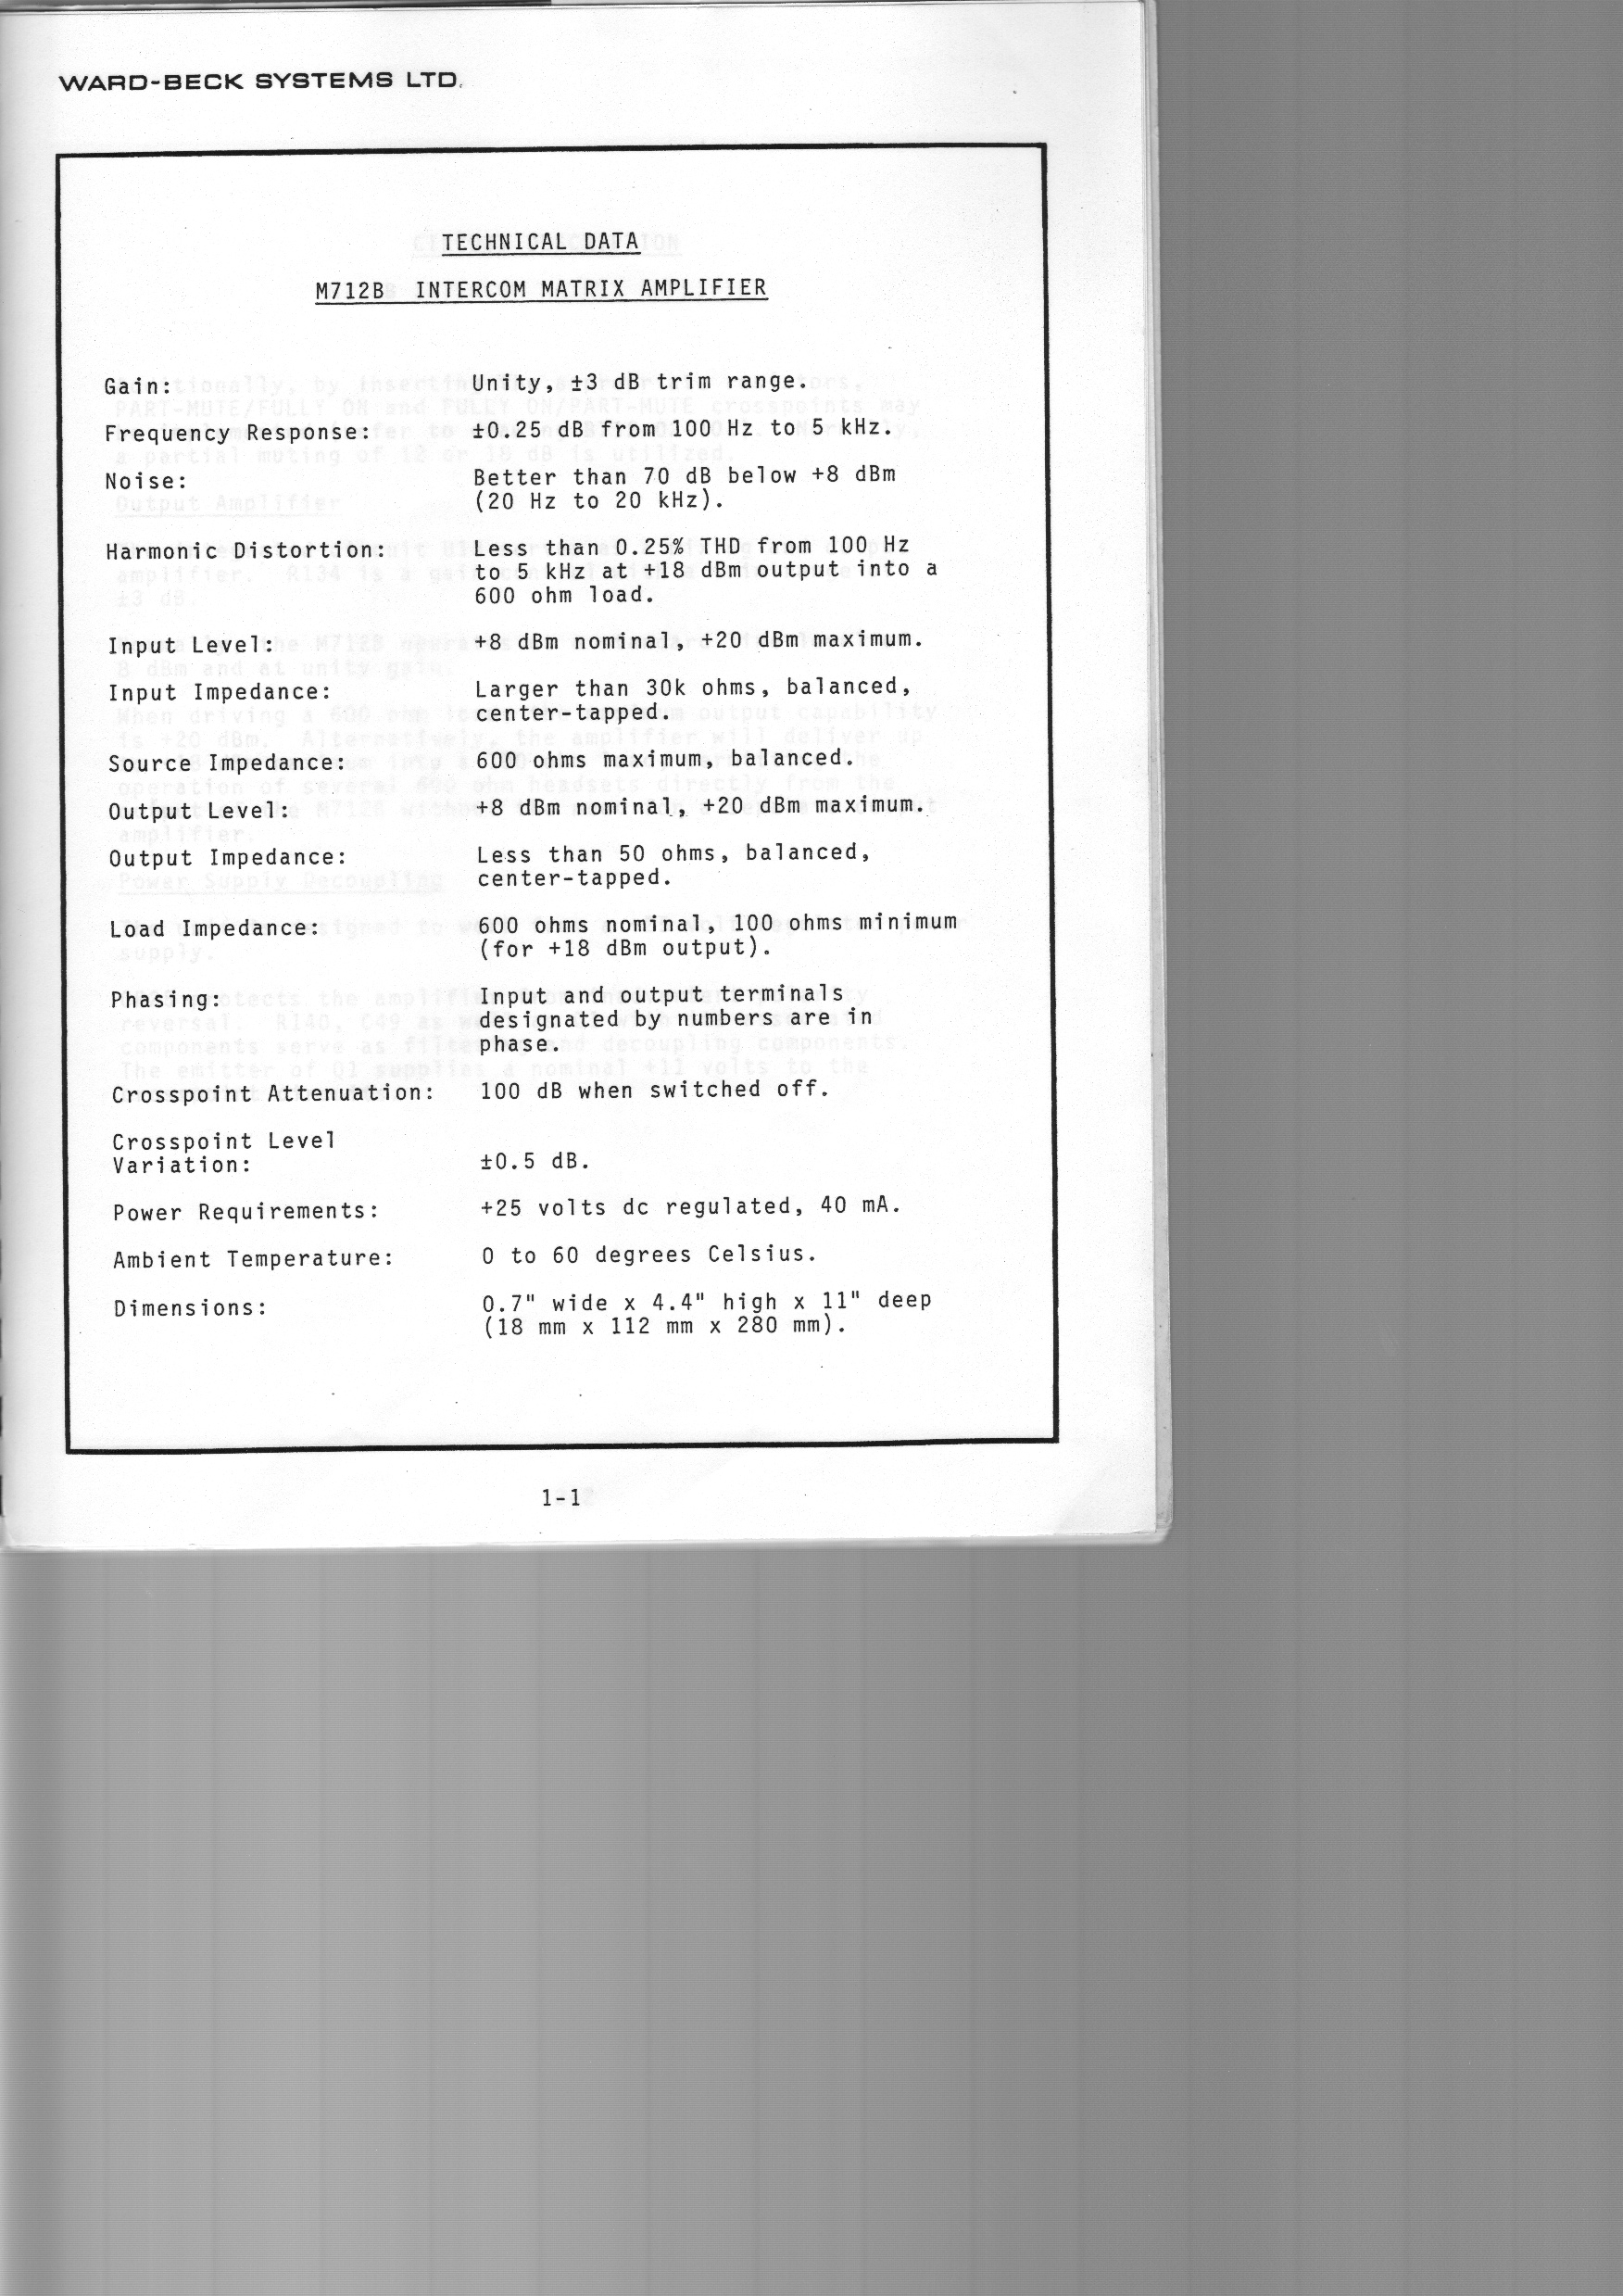 WARD-BECK SYSTEMS LTD.
TECHNICAL DATA
M712B INTERCOM MATRIX AMPLIFIER
Gain: Unity, ±3 dB trim range.
Frequency Response: ±0.25 dB from 100 Hz to 5 kHz.
Noise: Better than 70 dB below +8 dBm
(20 Hz to 20 kHz).
Harmonic Distortion: Less than 0.25% THD from 100 Hz
to 5 kHz at +18 dBm output into a
600 ohm load.
Input Level: +8 dBm nominal, +20 dBm maximum.
Input Impedance: Larger than 30k ohms, balanced,
center-tapped.
Source Impedance: 600 ohms maximum, balanced.
Output Level: +8 dBm nominal, +20 dBm maximum.
Output Impedance: Less than 50 ohms, balanced,
center-tapped.
Load Impedance: 600 ohms nominal, 100 ohms minimum
(for +18 dBm output).
Phasing: Input and output terminals
designated by numbers are in
phase.
Crosspoint Attenuation: 100 dB when switched off.
Crosspoint Level
Variation: ±0.5 dB.
Power Requirements: +25 volts dc regulated, 40 mA.
Ambient Temperature: 0 to 60 degrees Celsius.
Dimensions: 0.7" wide x 4.4" high x 11" deep
(18 mm x 112 mm x 280 mm).
1-1